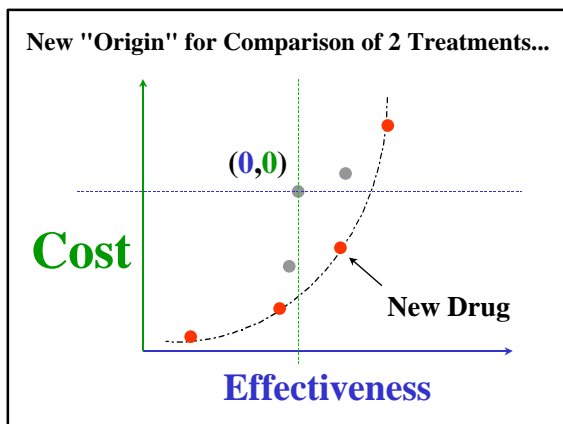 New "Origin" for Comparison of 2 Treatments...
(0,0)
Cost
New Drug
Effectiveness